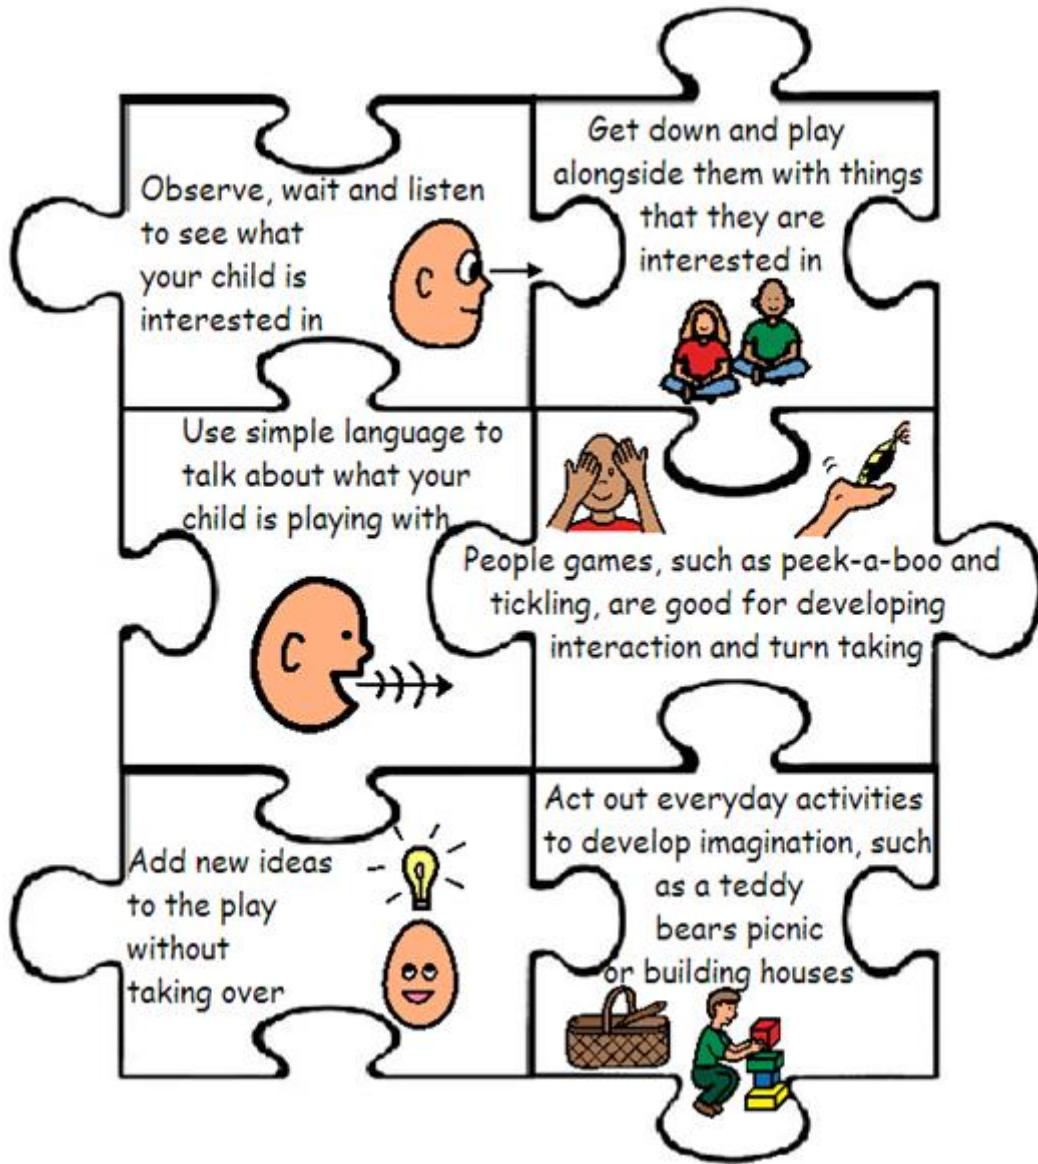 Observe, wait and listen
to see what
your child is
interested in
Get down and play
alongside them with things
that they are
interested in
Use simple language to
talk about what your
child is playing with
People games, such as peek-a-boo and
tickling, are good for developing
interaction and turn taking
Add new ideas
to the play
without
taking over
Act out everyday activities
to develop imagination, such
as a teddy
bears picnic
or building houses